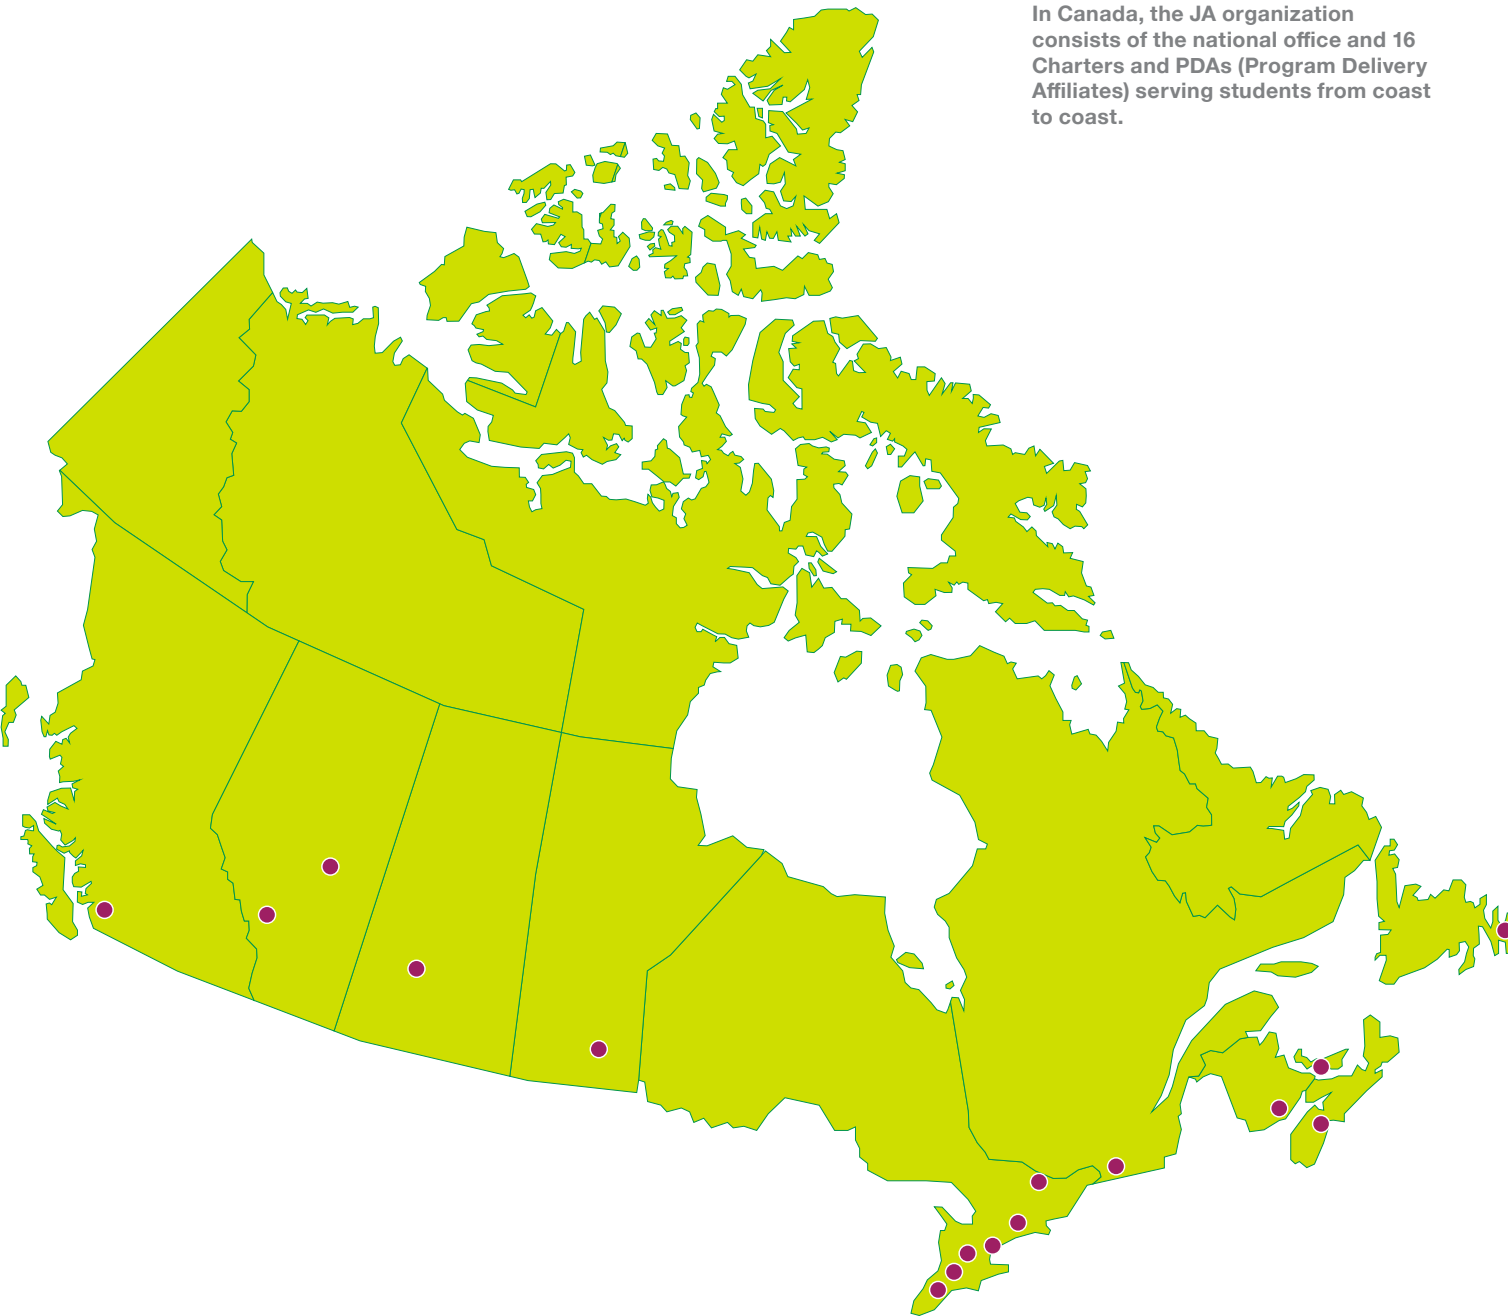 In Canada, the JA organization
consists of the national office and 16
Charters and PDAs (Program Delivery
Affiliates) serving students from coast
to coast.